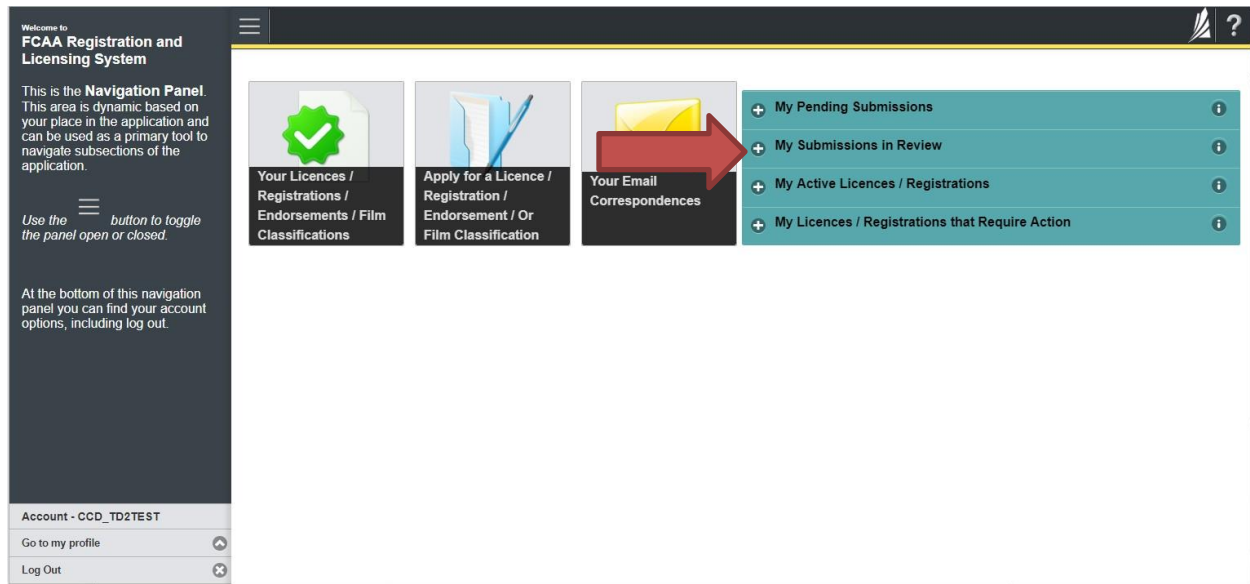 Welcome to
FCAA Registration and
Licensing System
This is the Navigation Panel.
This area is dynamic based on
your place in the application and
can be used as a primary tool to
navigate subsections of the
application.
Use the button to toggle
the panel open or closed.
At the bottom of this navigation
panel you can find your account
options, including log out.
Account - CCD_TD2TEST
Go to my profile
Log Out
?
Your Licences /
Registrations /
Endorsements / Film
Classifications
Apply for a Licence /
Registration /
Endorsement / Or
Film Classification
Your Email
Correspondences
My Pending Submissions
My Submissions in Review
My Active Licences / Registrations
My Licences / Registrations that Require Action